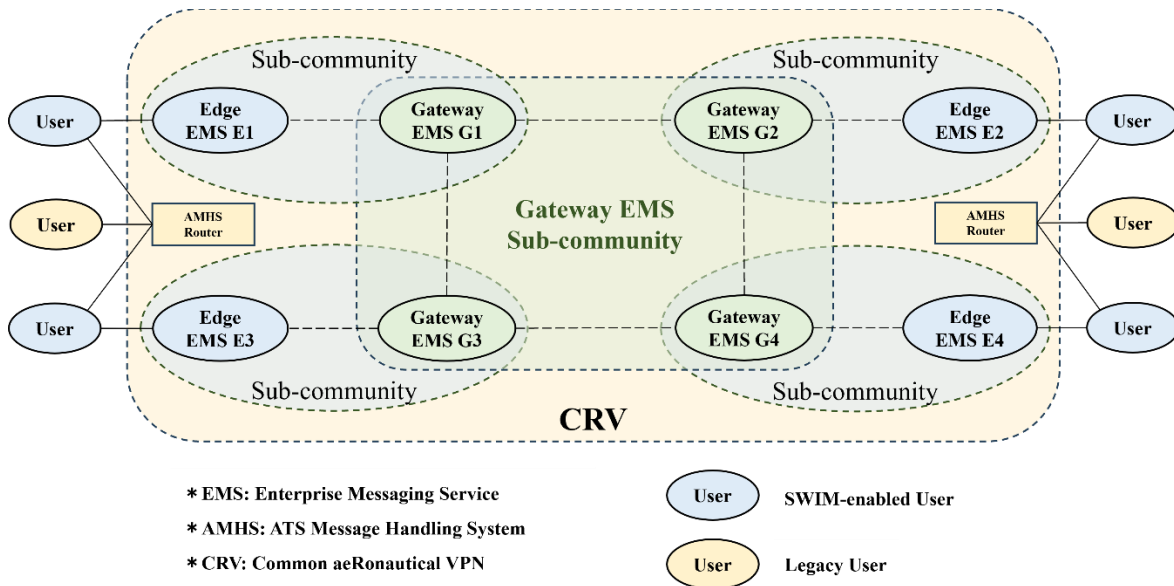 Sub-community
Sub-community
User
Edge
EMS E1
Gateway
EMS G1
Gateway
EMS G2
Edge
EMS E2
User
User
AMHS
Router
Gateway EMS
Sub-community
AMHS
Router
User
User
Edge
EMS E3
Gateway
EMS G3
Gateway
EMS G4
Edge
EMS E4
User
Sub-community
Sub-community
CRV
* EMS: Enterprise Messaging Service
* AMHS: ATS Message Handling System
* CRV: Common aeRonautical VPN
User
SWIM-enabled User
User
Legacy User